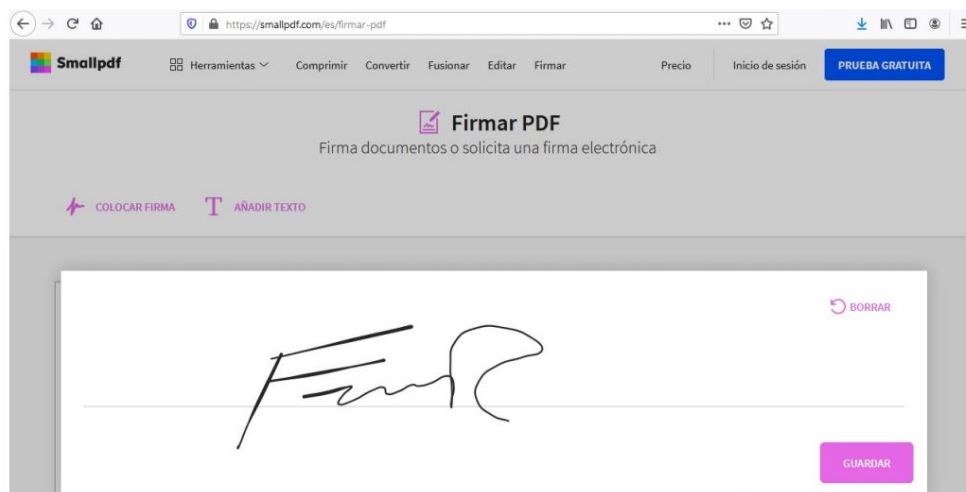 https://smallpdf.com/es/firmar-pdf
Smallpdf Herramientas Comprimir Convertir Fusionar Editar Firmar Precio Inicio de sesión PRUEBA GRATUITA
Firmar PDF
Firma documentos o solicita una firma electrónica
COLOCAR FIRMA T AÑADIR TEXTO
BORRAR
GUARDAR